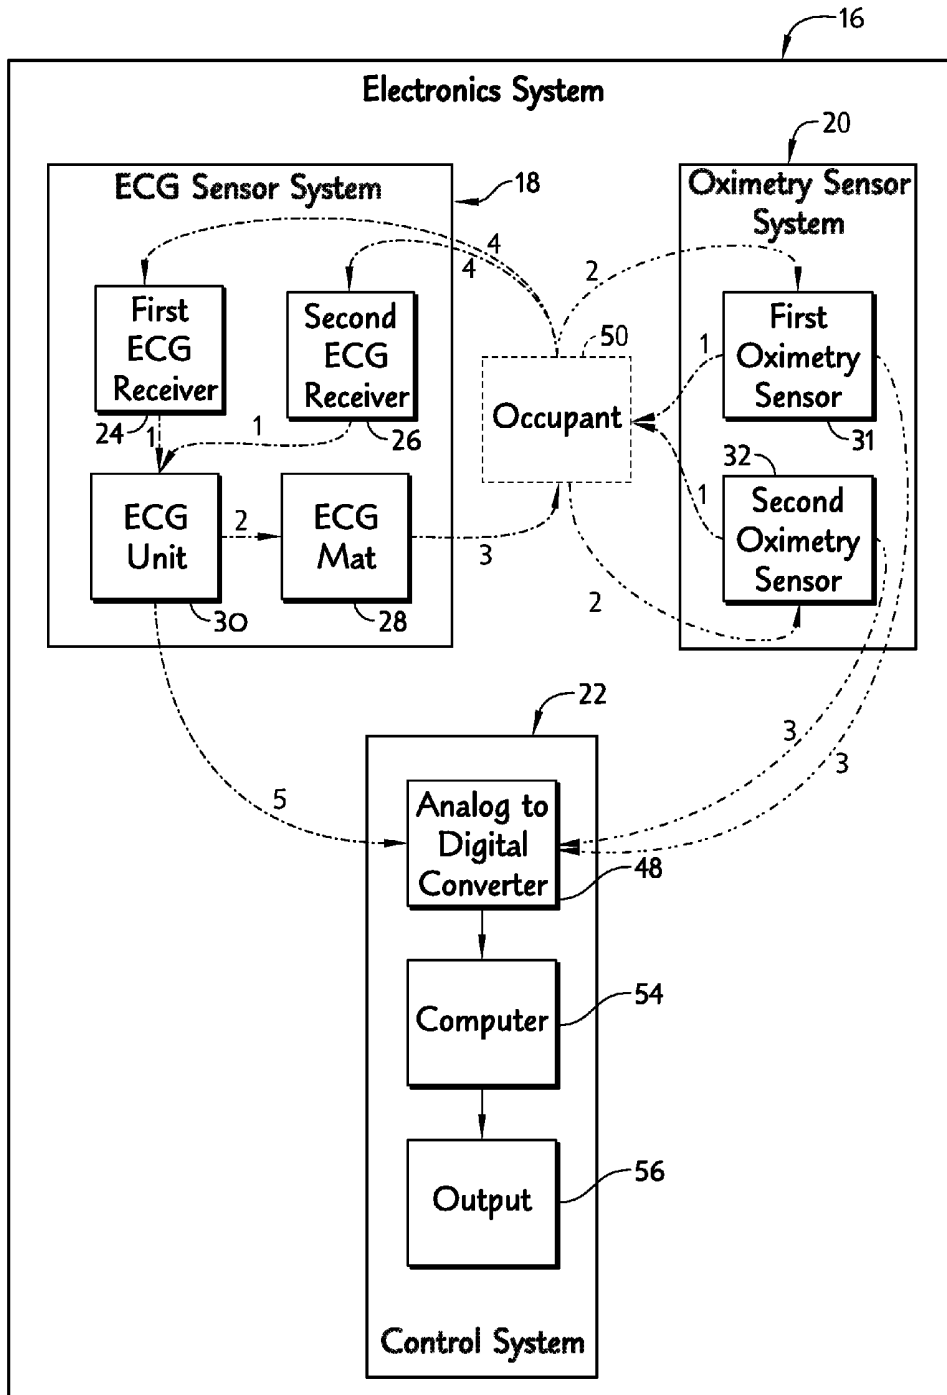 16
Electronics System
20
ECG Sensor System
18
Oximetry Sensor
System
4
4
2
First
ECG
Receiver
Second
ECG
Receiver
50
Occupant
1
First
Oximetry
Sensor
24
1
1
26
31
32
ECG
Unit
2
ECG
Mat
3
1
Second
Oximetry
Sensor
2
30
28
22
3
3
5
Analog to
Digital
Converter
48
Computer
54
Output
56
Control System